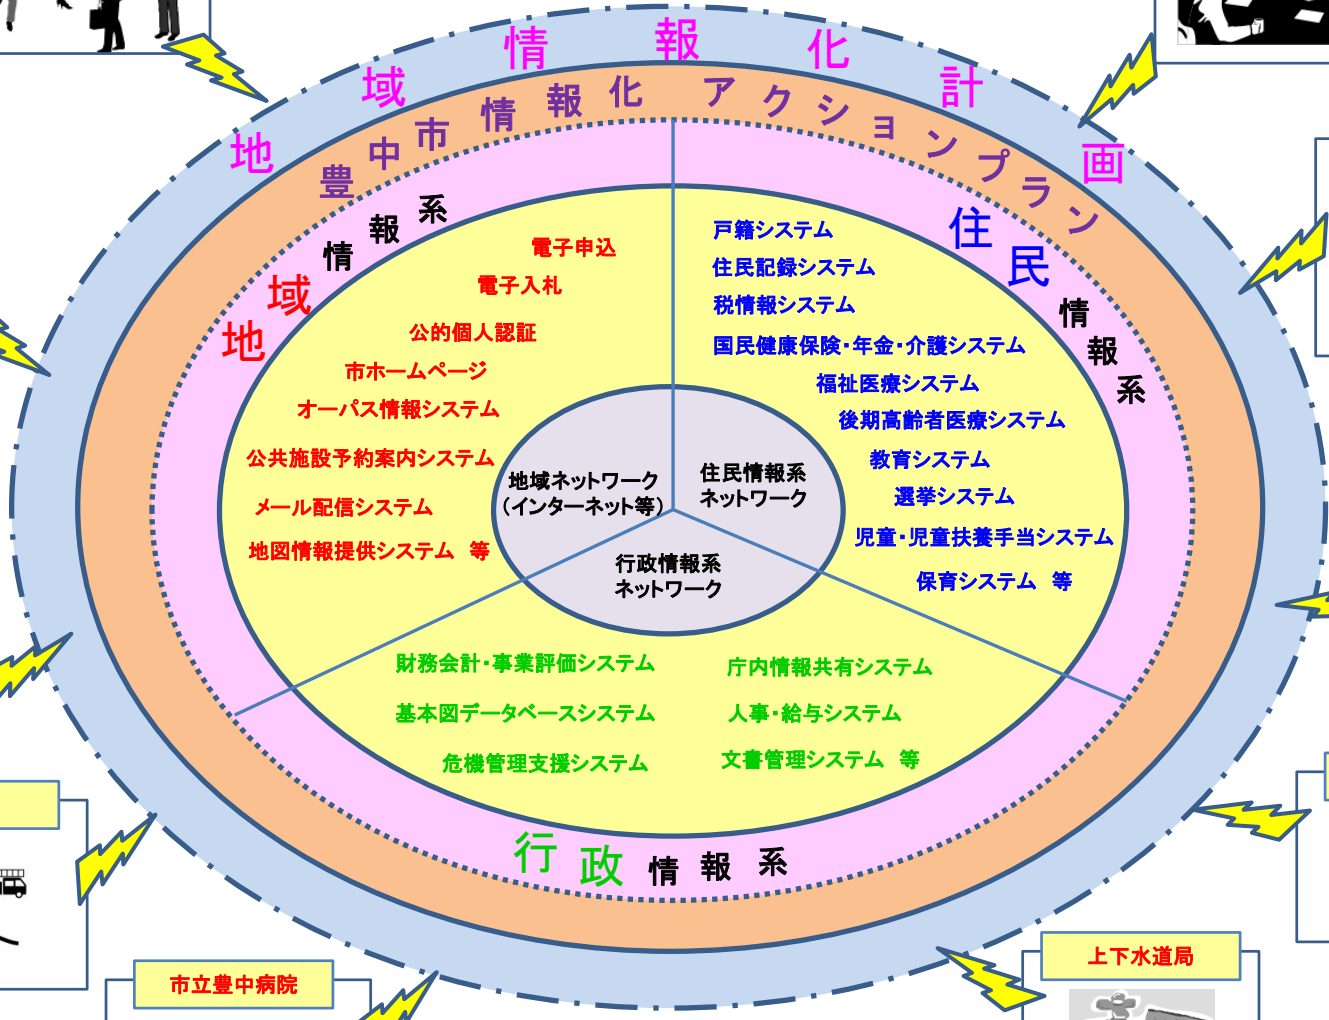 地域情報化計画
豊中市情報化アクションプラン
地域情報系
電子申込
電子入札
公的個人認証
市ホームページ
オーパス情報システム
公共施設予約案内システム
メール配信システム
地図情報提供システム　等
住民情報系
戸籍システム
住民記録システム
税情報システム
国民健康保険・年金・介護システム
福祉医療システム
後期高齢者医療システム
教育システム
選挙システム
児童・児童扶養手当システム
保育システム　等
地域ネットワーク
（インターネット等）
住民情報系
ネットワーク
行政情報系
ネットワーク
財務会計・事業評価システム
基本図データベースシステム
危機管理支援システム
庁内情報共有システム
人事・給与システム
文書管理システム　等
行政情報系
市立豊中病院
上下水道局